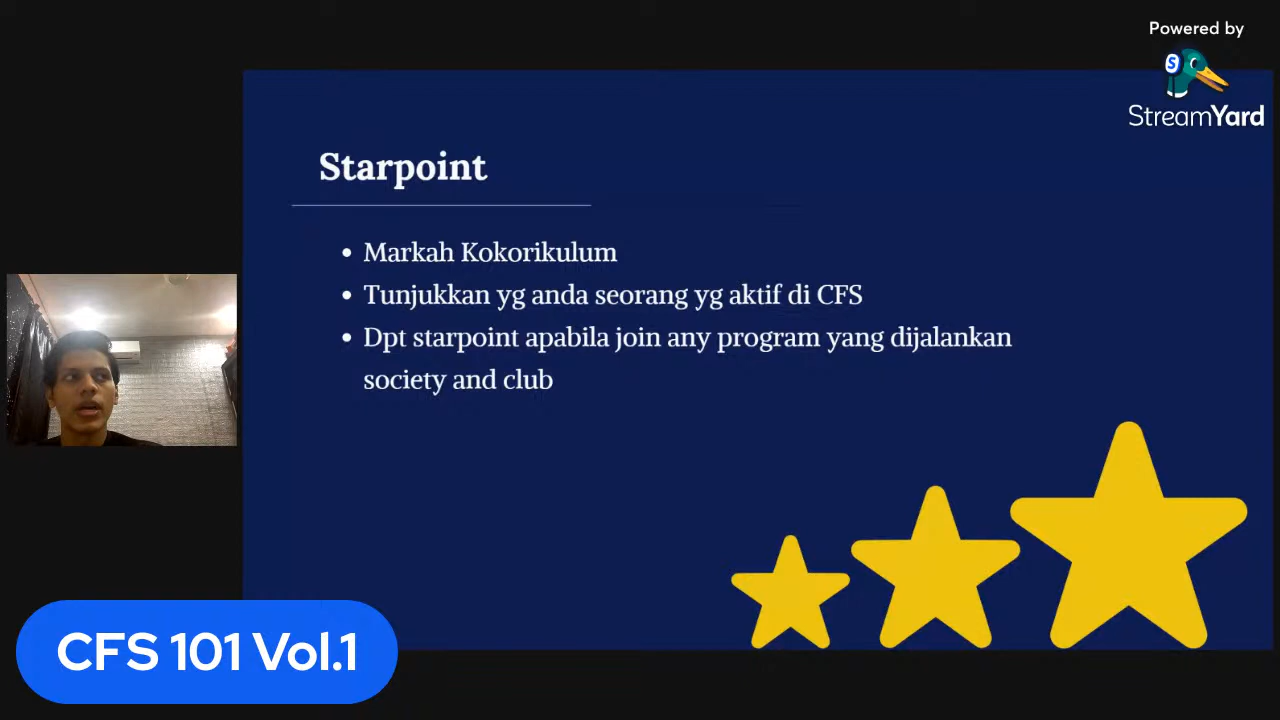 Powered by
S
StreamYard
Starpoint
• Markah Kokorikulum
• Tunjukkan yg anda seorang yg aktif di CFS
• Dpt starpoint apabila join any program yang dijalankan
society and club
CFS 101 Vol.1